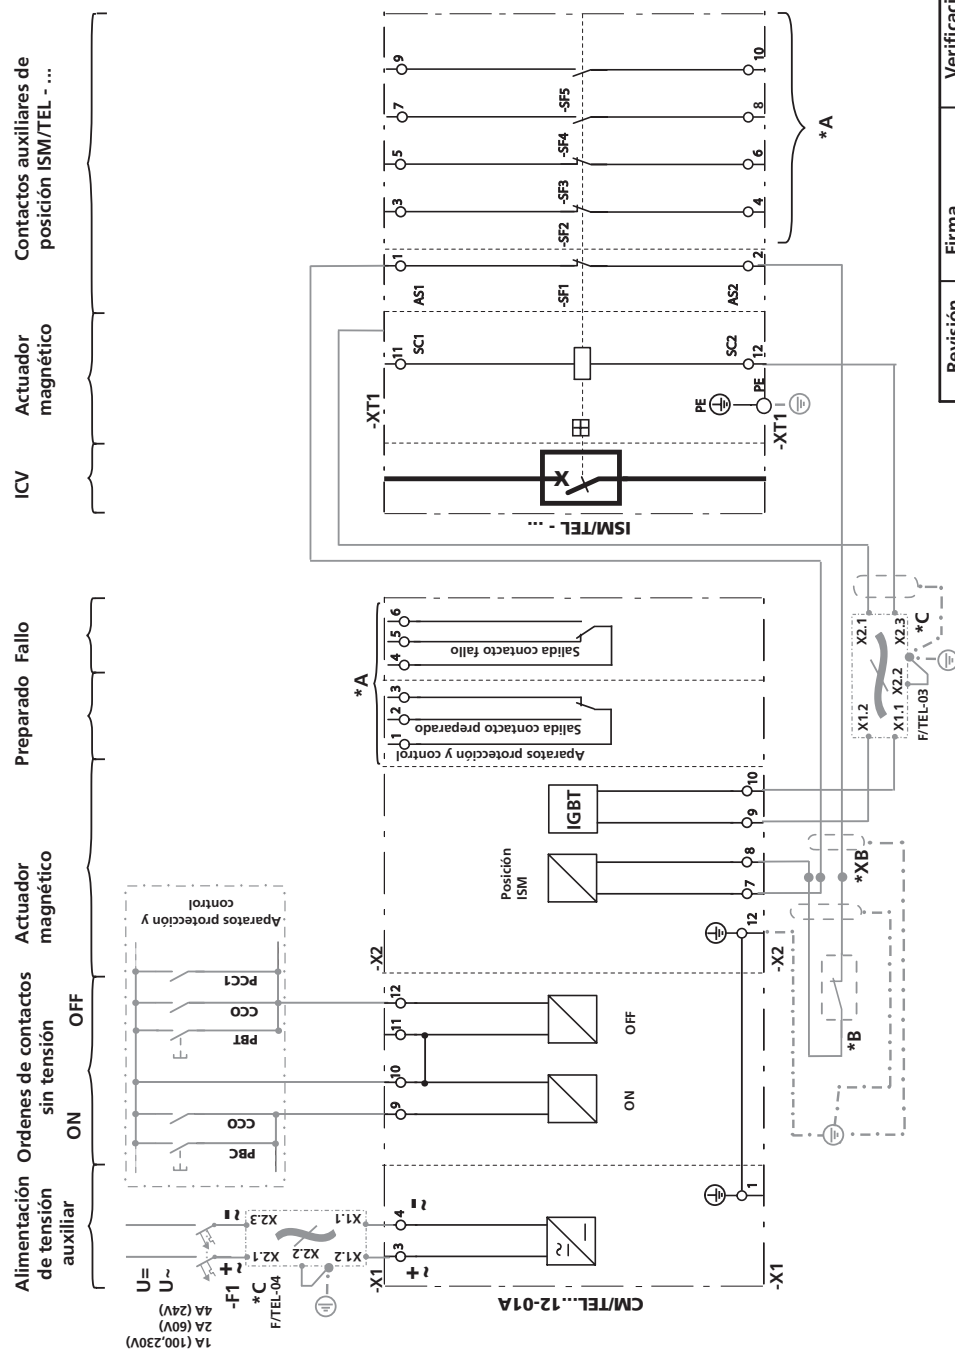 Alimentación
de tensión
auxiliar
Ordenes de contactos
sin tensión
ON
OFF
Actuador
magnético
Preparado
Fallo
ICV
Actuador
magnético
Contactos auxiliares de
posición ISM/TEL - ...
1A (100,230V)
2A (60V)
4A (24V)
U=
U~
-F1
+
~
-
~
*C
F/TEL-04
X2.1
X2.2
X2.3
X1.2
X1.1
PBC
CCO
PBT
CCO
PCC1
Aparatos protección y
control
-X1
+
~
3
4
-
~
9
10
11
12
-X2
ON
OFF
CM/TEL...12-01A
-X1
1
12
-X2
Posición
ISM
IGBT
7
8
9
10
*A
1
2
3
4
5
6
Aparatos protección y control
Salida contacto preparado
Salida contacto fallo
*B
*XB
X1.2
X1.1
X2.2
X2.1
X2.3
*C
F/TEL-03
ISM/TEL - ...
X
-XT1
11
SC1
1
AS1
3
5
7
9
-SF1
-SF2
-SF3
-SF4
-SF5
PE
PE
-XT1
SC2
12
AS2
2
4
6
8
10
*A
Revisión
Firma